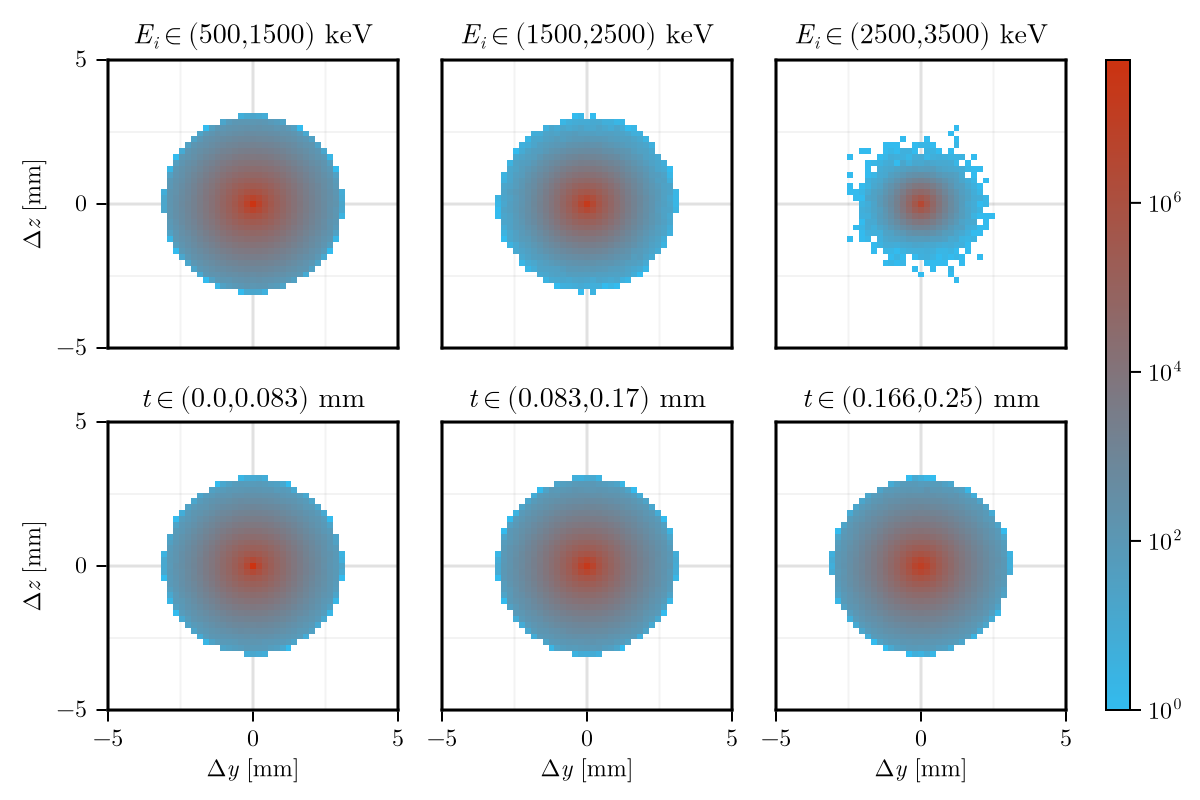 E_i ∈ (500,1500) keV
E_i ∈ (1500,2500) keV
E_i ∈ (2500,3500) keV
5
0
−5
Δz [mm]
10^6
10^4
10^2
10^0
t ∈ (0.0,0.083) mm
t ∈ (0.083,0.17) mm
t ∈ (0.166,0.25) mm
5
0
−5
Δz [mm]
−5 0 5
−5 0 5
−5 0 5
Δy [mm]
Δy [mm]
Δy [mm]